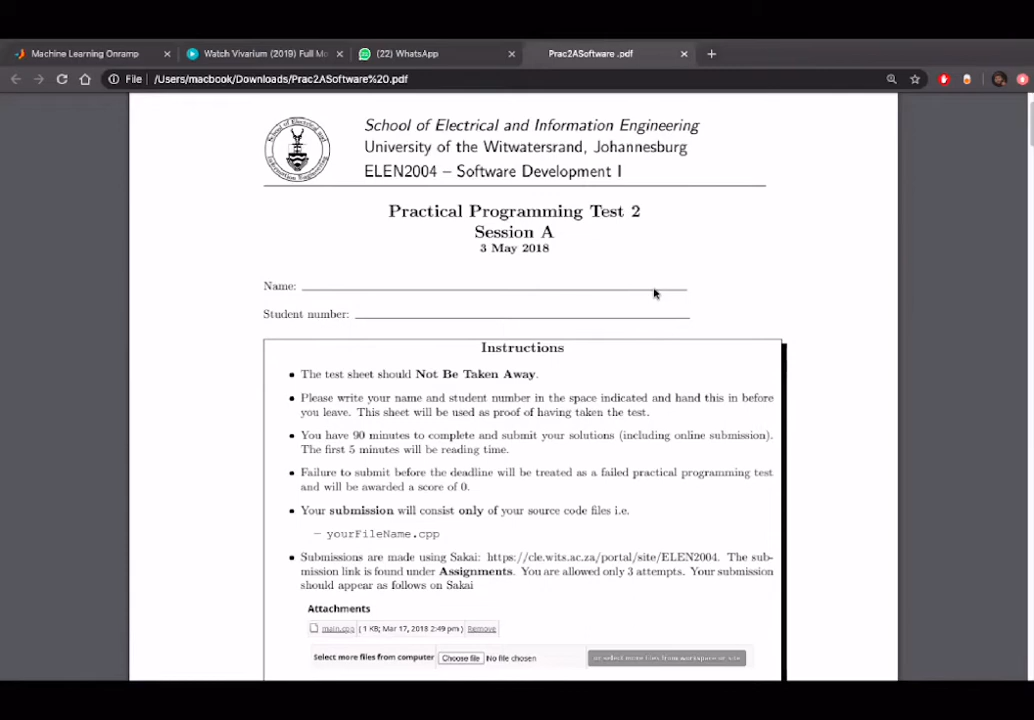 Machine Learning Onramp
Watch Vivarium (2019) Full Mo
(22) WhatsApp
Prac2ASoftware .pdf
File
/Users/macbook/Downloads/Prac2ASoftware%20.pdf
School of Electrical and Information Engineering
University of the Witwatersrand, Johannesburg
ELEN2004 – Software Development I
Practical Programming Test 2
Session A
3 May 2018
Name:
Student number:
Instructions
• The test sheet should Not Be Taken Away.
• Please write your name and student number in the space indicated and hand this in before
you leave. This sheet will be used as proof of having taken the test.
• You have 90 minutes to complete and submit your solutions (including online submission).
The first 5 minutes will be reading time.
• Failure to submit before the deadline will be treated as a failed practical programming test
and will be awarded a score of 0.
• Your submission will consist only of your source code files i.e.
– yourFileName.cpp
• Submissions are made using Sakai: https://cle.wits.ac.za/portal/site/ELEN2004. The sub-
mission link is found under Assignments. You are allowed only 3 attempts. Your submission
should appear as follows on Sakai
Attachments
main.cpp ( 1 KB; Mar 17, 2018 2:49 pm ) Remove
Select more files from computer Choose file No file chosen or select more files from workspace or site